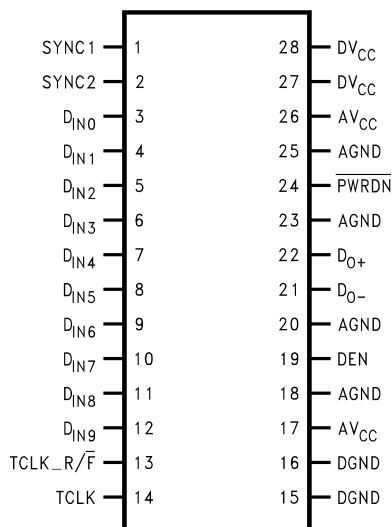 SYNC1 1 28 DVCC
SYNC2 2 27 DVCC
DIN0 3 26 AVCC
DIN1 4 25 AGND
DIN2 5 24 P̅W̅R̅D̅N̅
DIN3 6 23 AGND
DIN4 7 22 DO+
DIN5 8 21 DO−
DIN6 9 20 AGND
DIN7 10 19 DEN
DIN8 11 18 AGND
DIN9 12 17 AVCC
TCLK_R/F̅ 13 16 DGND
TCLK 14 15 DGND